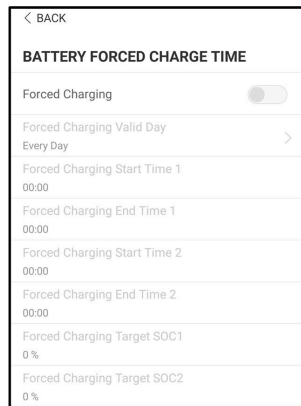 < BACK
BATTERY FORCED CHARGE TIME
Forced Charging
Forced Charging Valid Day
Every Day
Forced Charging Start Time 1
00:00
Forced Charging End Time 1
00:00
Forced Charging Start Time 2
00:00
Forced Charging End Time 2
00:00
Forced Charging Target SOC1
0 %
Forced Charging Target SOC2
0 %